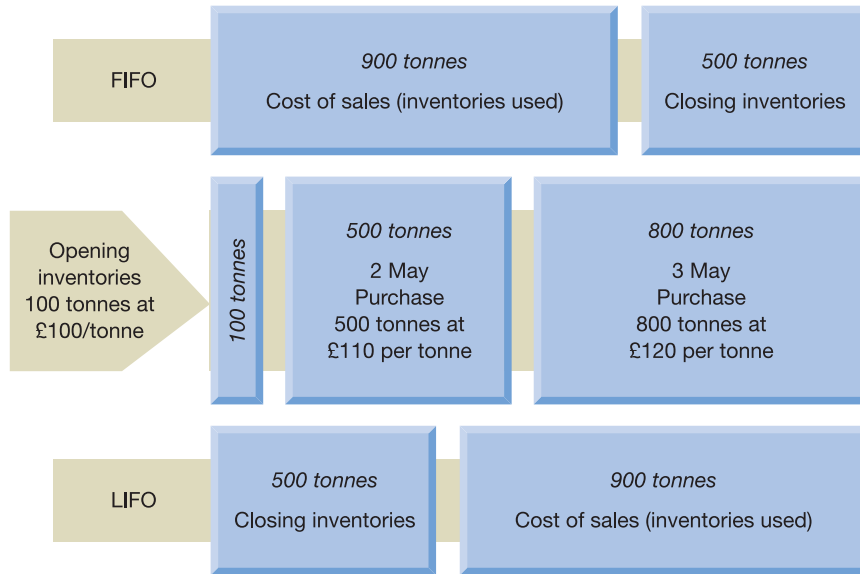 FIFO
900 tonnes
Cost of sales (inventories used)
500 tonnes
Closing inventories
Opening
inventories
100 tonnes at
£100/tonne
100 tonnes
500 tonnes
2 May
Purchase
500 tonnes at
£110 per tonne
800 tonnes
3 May
Purchase
800 tonnes at
£120 per tonne
LIFO
500 tonnes
Closing inventories
900 tonnes
Cost of sales (inventories used)